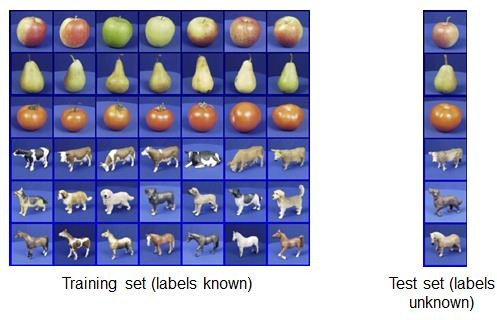 Training set (labels known)
Test set (labels
unknown)